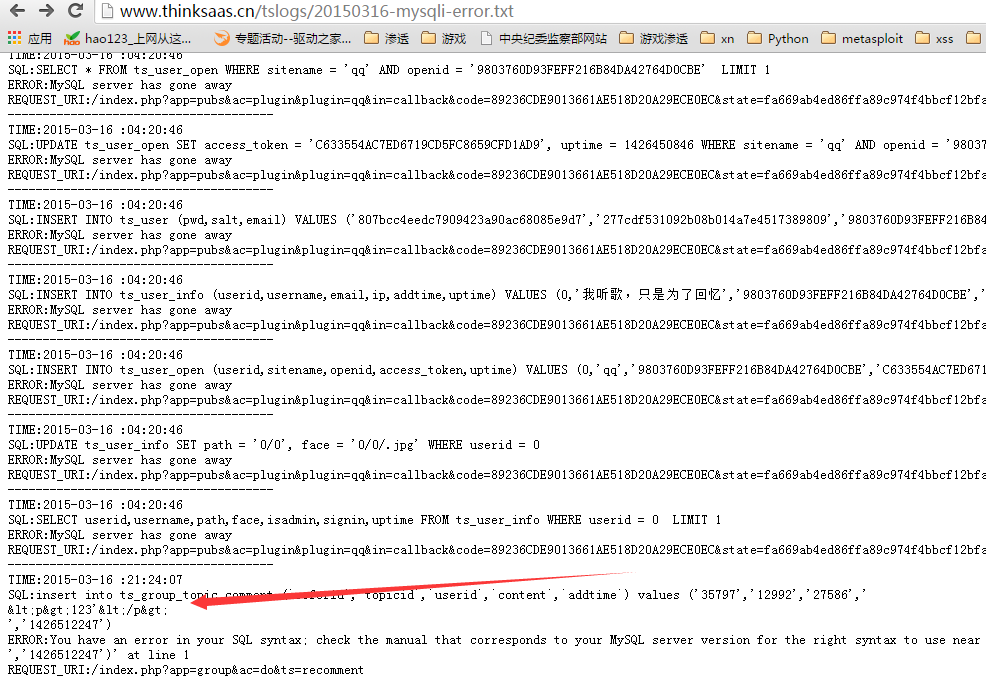 www.thinksaas.cn/tslogs/20150316-mysqli-error.txt
应用 hao123_上网从这... 专题活动--驱动之家... 渗透 游戏 中央纪委监察部网站 游戏渗透 xn Python metasploit xss
TIME:2015-03-16 :04:20:46
SQL:SELECT * FROM ts_user_open WHERE sitename = 'qq' AND openid = '9803760D93FEFF216B84DA42764D0CBE'  LIMIT 1
ERROR:MySQL server has gone away
REQUEST_URI:/index.php?app=pubs&ac=plugin&plugin=qq&in=callback&code=89236CDE9013661AE518D20A29ECE0EC&state=fa669ab4ed86ffa89c974f4bbcf12bfa
--------------------------------------
TIME:2015-03-16 :04:20:46
SQL:UPDATE ts_user_open SET access_token = 'C633554AC7ED6719CD5FC8659CFD1AD9', uptime = 1426450846 WHERE sitename = 'qq' AND openid = '98037
ERROR:MySQL server has gone away
REQUEST_URI:/index.php?app=pubs&ac=plugin&plugin=qq&in=callback&code=89236CDE9013661AE518D20A29ECE0EC&state=fa669ab4ed86ffa89c974f4bbcf12bfa
--------------------------------------
TIME:2015-03-16 :04:20:46
SQL:INSERT INTO ts_user (pwd,salt,email) VALUES ('807bcc4eedc7909423a90ac68085e9d7','277cdf531092b08b014a7e4517389809','9803760D93FEFF216B84
ERROR:MySQL server has gone away
REQUEST_URI:/index.php?app=pubs&ac=plugin&plugin=qq&in=callback&code=89236CDE9013661AE518D20A29ECE0EC&state=fa669ab4ed86ffa89c974f4bbcf12bfa
--------------------------------------
TIME:2015-03-16 :04:20:46
SQL:INSERT INTO ts_user_info (userid,username,email,ip,addtime,uptime) VALUES (0,'我听歌，只是为了回忆','9803760D93FEFF216B84DA42764D0CBE','
ERROR:MySQL server has gone away
REQUEST_URI:/index.php?app=pubs&ac=plugin&plugin=qq&in=callback&code=89236CDE9013661AE518D20A29ECE0EC&state=fa669ab4ed86ffa89c974f4bbcf12bfa
--------------------------------------
TIME:2015-03-16 :04:20:46
SQL:INSERT INTO ts_user_open (userid,sitename,openid,access_token,uptime) VALUES (0,'qq','9803760D93FEFF216B84DA42764D0CBE','C633554AC7ED671
ERROR:MySQL server has gone away
REQUEST_URI:/index.php?app=pubs&ac=plugin&plugin=qq&in=callback&code=89236CDE9013661AE518D20A29ECE0EC&state=fa669ab4ed86ffa89c974f4bbcf12bfa
--------------------------------------
TIME:2015-03-16 :04:20:46
SQL:UPDATE ts_user_info SET path = '0/0', face = '0/0/.jpg' WHERE userid = 0
ERROR:MySQL server has gone away
REQUEST_URI:/index.php?app=pubs&ac=plugin&plugin=qq&in=callback&code=89236CDE9013661AE518D20A29ECE0EC&state=fa669ab4ed86ffa89c974f4bbcf12bfa
--------------------------------------
TIME:2015-03-16 :04:20:46
SQL:SELECT userid,username,path,face,isadmin,signin,uptime FROM ts_user_info WHERE userid = 0  LIMIT 1
ERROR:MySQL server has gone away
REQUEST_URI:/index.php?app=pubs&ac=plugin&plugin=qq&in=callback&code=89236CDE9013661AE518D20A29ECE0EC&state=fa669ab4ed86ffa89c974f4bbcf12bfa
--------------------------------------
TIME:2015-03-16 :21:24:07
SQL:insert into ts_group_topic_comment `topicid`,`userid`,`content`,`addtime`) values ('35797','12992','27586','
&lt;p&gt;123'&lt;/p&gt;
','1426512247')
ERROR:You have an error in your SQL syntax; check the manual that corresponds to your MySQL server version for the right syntax to use near
','1426512247')' at line 1
REQUEST_URI:/index.php?app=group&ac=do&ts=recomment